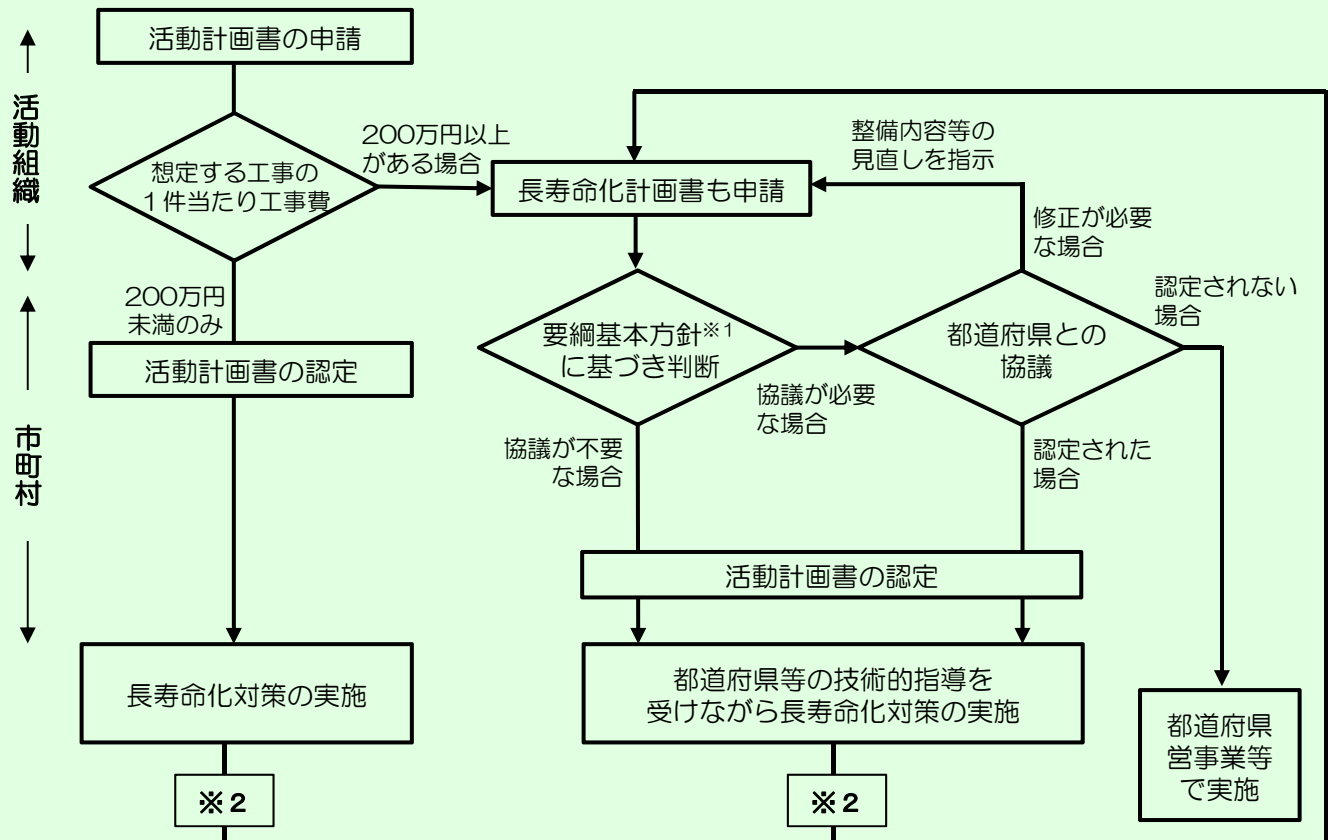 活動組織
市町村
活動計画書の申請
想定する工事の
１件当たり工事費
200万円以上
がある場合
200万円
未満のみ
活動計画書の認定
長寿命化対策の実施
※２
長寿命化計画書も申請
整備内容等の
見直しを指示
要綱基本方針※1
に基づき判断
協議が必要
な場合
協議が不要
な場合
都道府県との
協議
修正が必要
な場合
認定されない
場合
認定された
場合
活動計画書の認定
都道府県等の技術的指導を
受けながら長寿命化対策の実施
※２
都道府県
営事業等
で実施